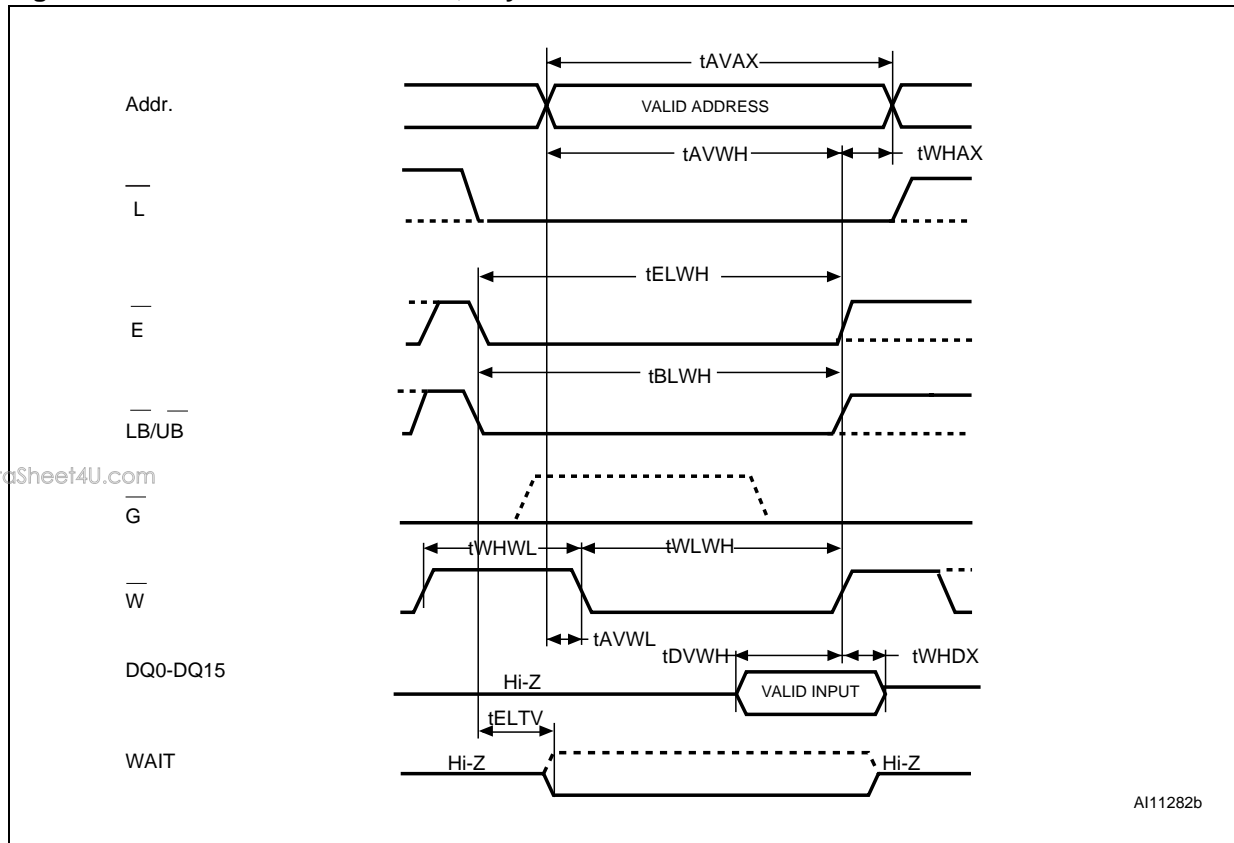 tAVAX
Addr.
VALID ADDRESS
tAVWH
tWHAX
L
tELWH
E
tBLWH
LB/UB
aSheet4U.com
G
tWHWL
tWLWH
W
tAVWL
tDVWH
tWHDX
DQ0-DQ15
Hi-Z
VALID INPUT
tELTV
WAIT
Hi-Z
Hi-Z
AI11282b